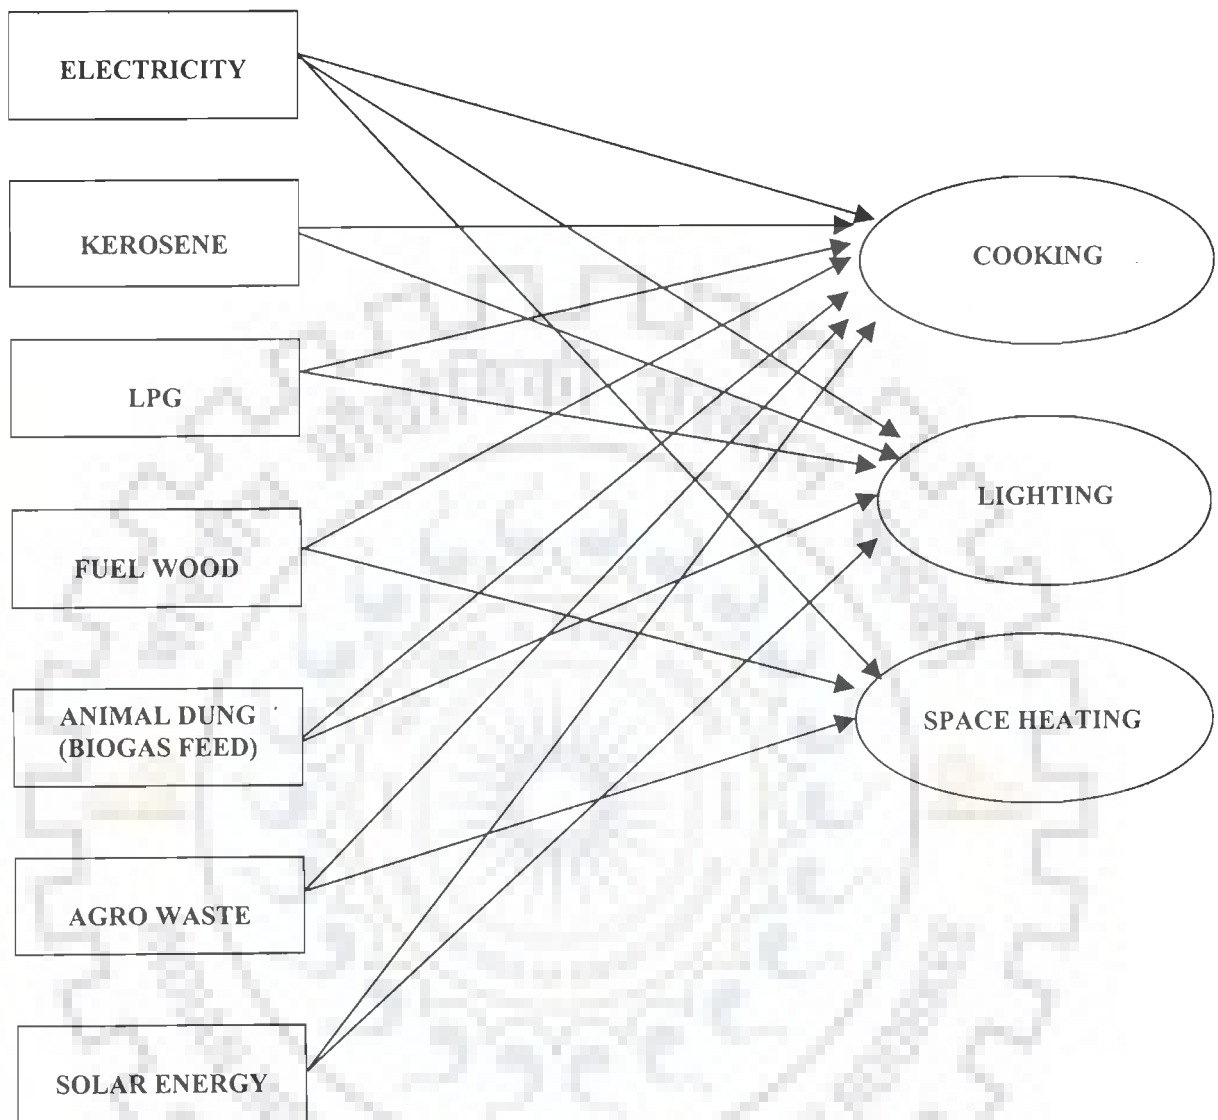 ELECTRICITY
KEROSENE
LPG
FUEL WOOD
ANIMAL DUNG
(BIOGAS FEED)
AGRO WASTE
SOLAR ENERGY
COOKING
LIGHTING
SPACE HEATING